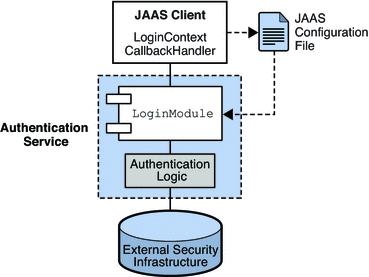 JAAS Client
LoginContext
CallbackHandler
JAAS
Configuration
File
LoginModule
Authentication
Service
Authentication
Logic
External Security
Infrastructure